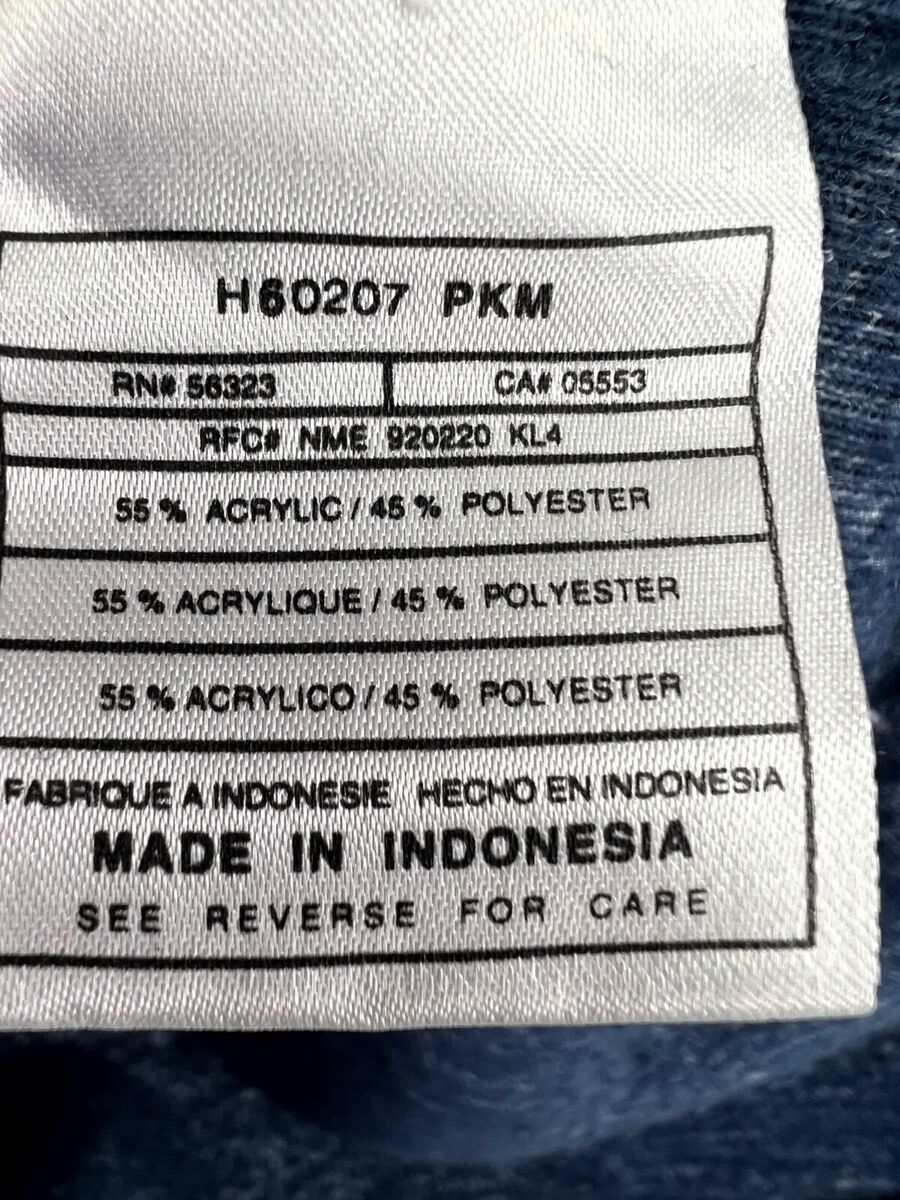 H60207 PKM
RN# 56323 CA# 05553
RFC# NME 920220 KL4
55 % ACRYLIC / 45 % POLYESTER
55 % ACRYLIQUE / 45 % POLYESTER
55 % ACRYLICO / 45 % POLYESTER
FABRIQUE A INDONESIE HECHO EN INDONESIA
MADE IN INDONESIA
SEE REVERSE FOR CARE